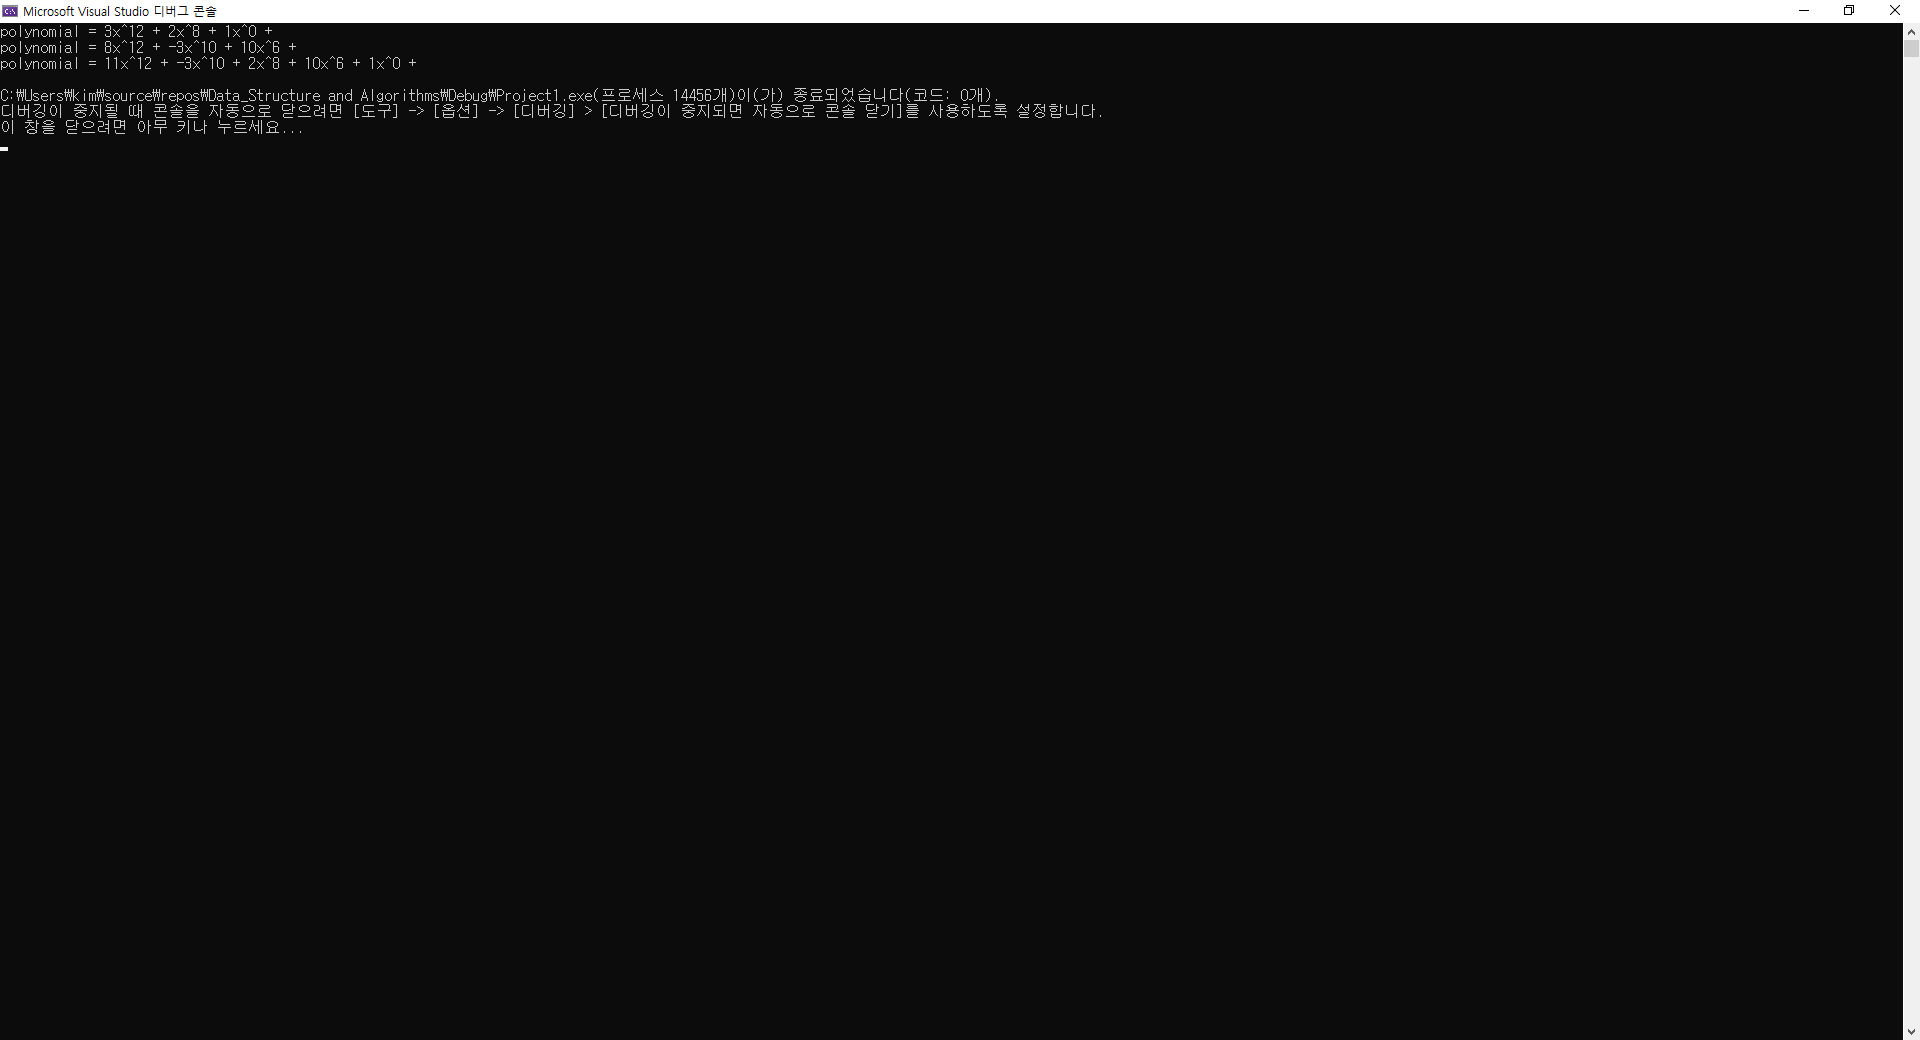 Microsoft Visual Studio 디버그 콘솔
polynomial = 3x^12 + 2x^8 + 1x^0 +
polynomial = 8x^12 + -3x^10 + 10x^6 +
polynomial = 11x^12 + -3x^10 + 2x^8 + 10x^6 + 1x^0 +
C:₩Users₩kim₩source₩repos₩Data_Structure and Algorithms₩Debug₩Project1.exe(프로세스 14456개)이(가) 종료되었습니다(코드: 0개).
디버깅이 중지될 때 콘솔을 자동으로 닫으려면 [도구] -> [옵션] -> [디버깅] > [디버깅이 중지되면 자동으로 콘솔 닫기]를 사용하도록 설정합니다.
이 창을 닫으려면 아무 키나 누르세요...